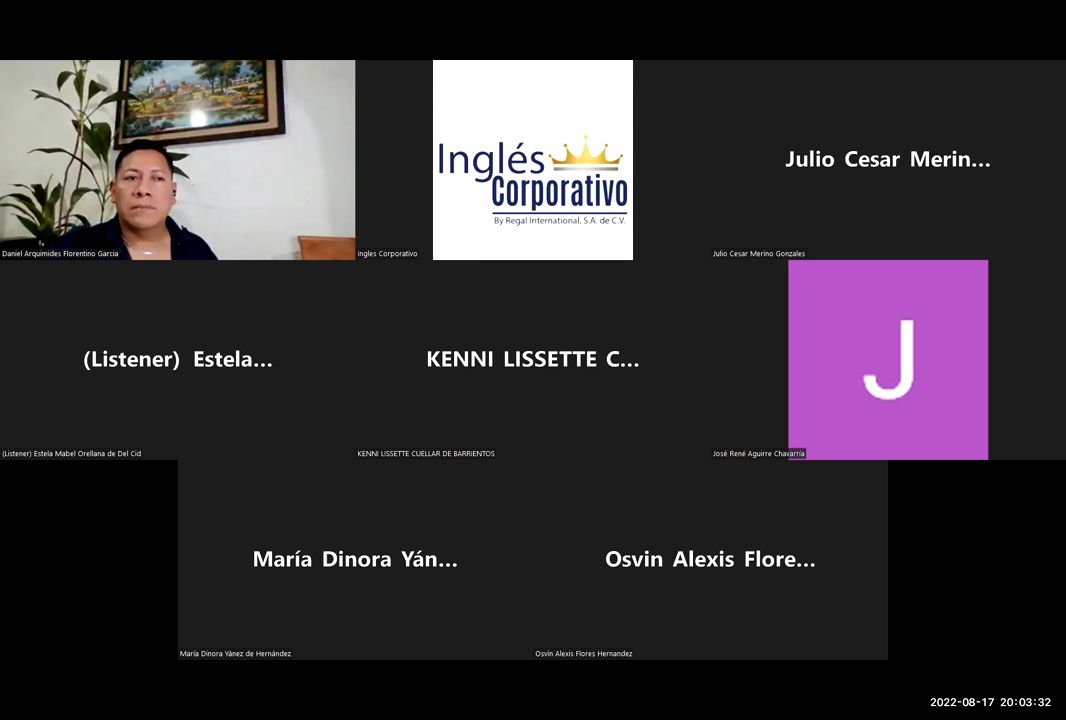 Inglés
Corporativo
By Regal International, S.A. de C.V.
Julio Cesar Merin...
Daniel Arquimides Florentino Garcia
Ingles Corporativo
Julio Cesar Merino Gonzales
(Listener) Estela...
KENNI LISSETTE C...
J
(Listener) Estela Mabel Orellana de Del Cid
KENNI LISSETTE CUELLAR DE BARRIENTOS
José René Aguirre Chavarría
María Dinora Yán...
Osvin Alexis Flore...
María Dinora Yánez de Hernández
Osvin Alexis Flores Hernandez
2022-08-17 20:03:32